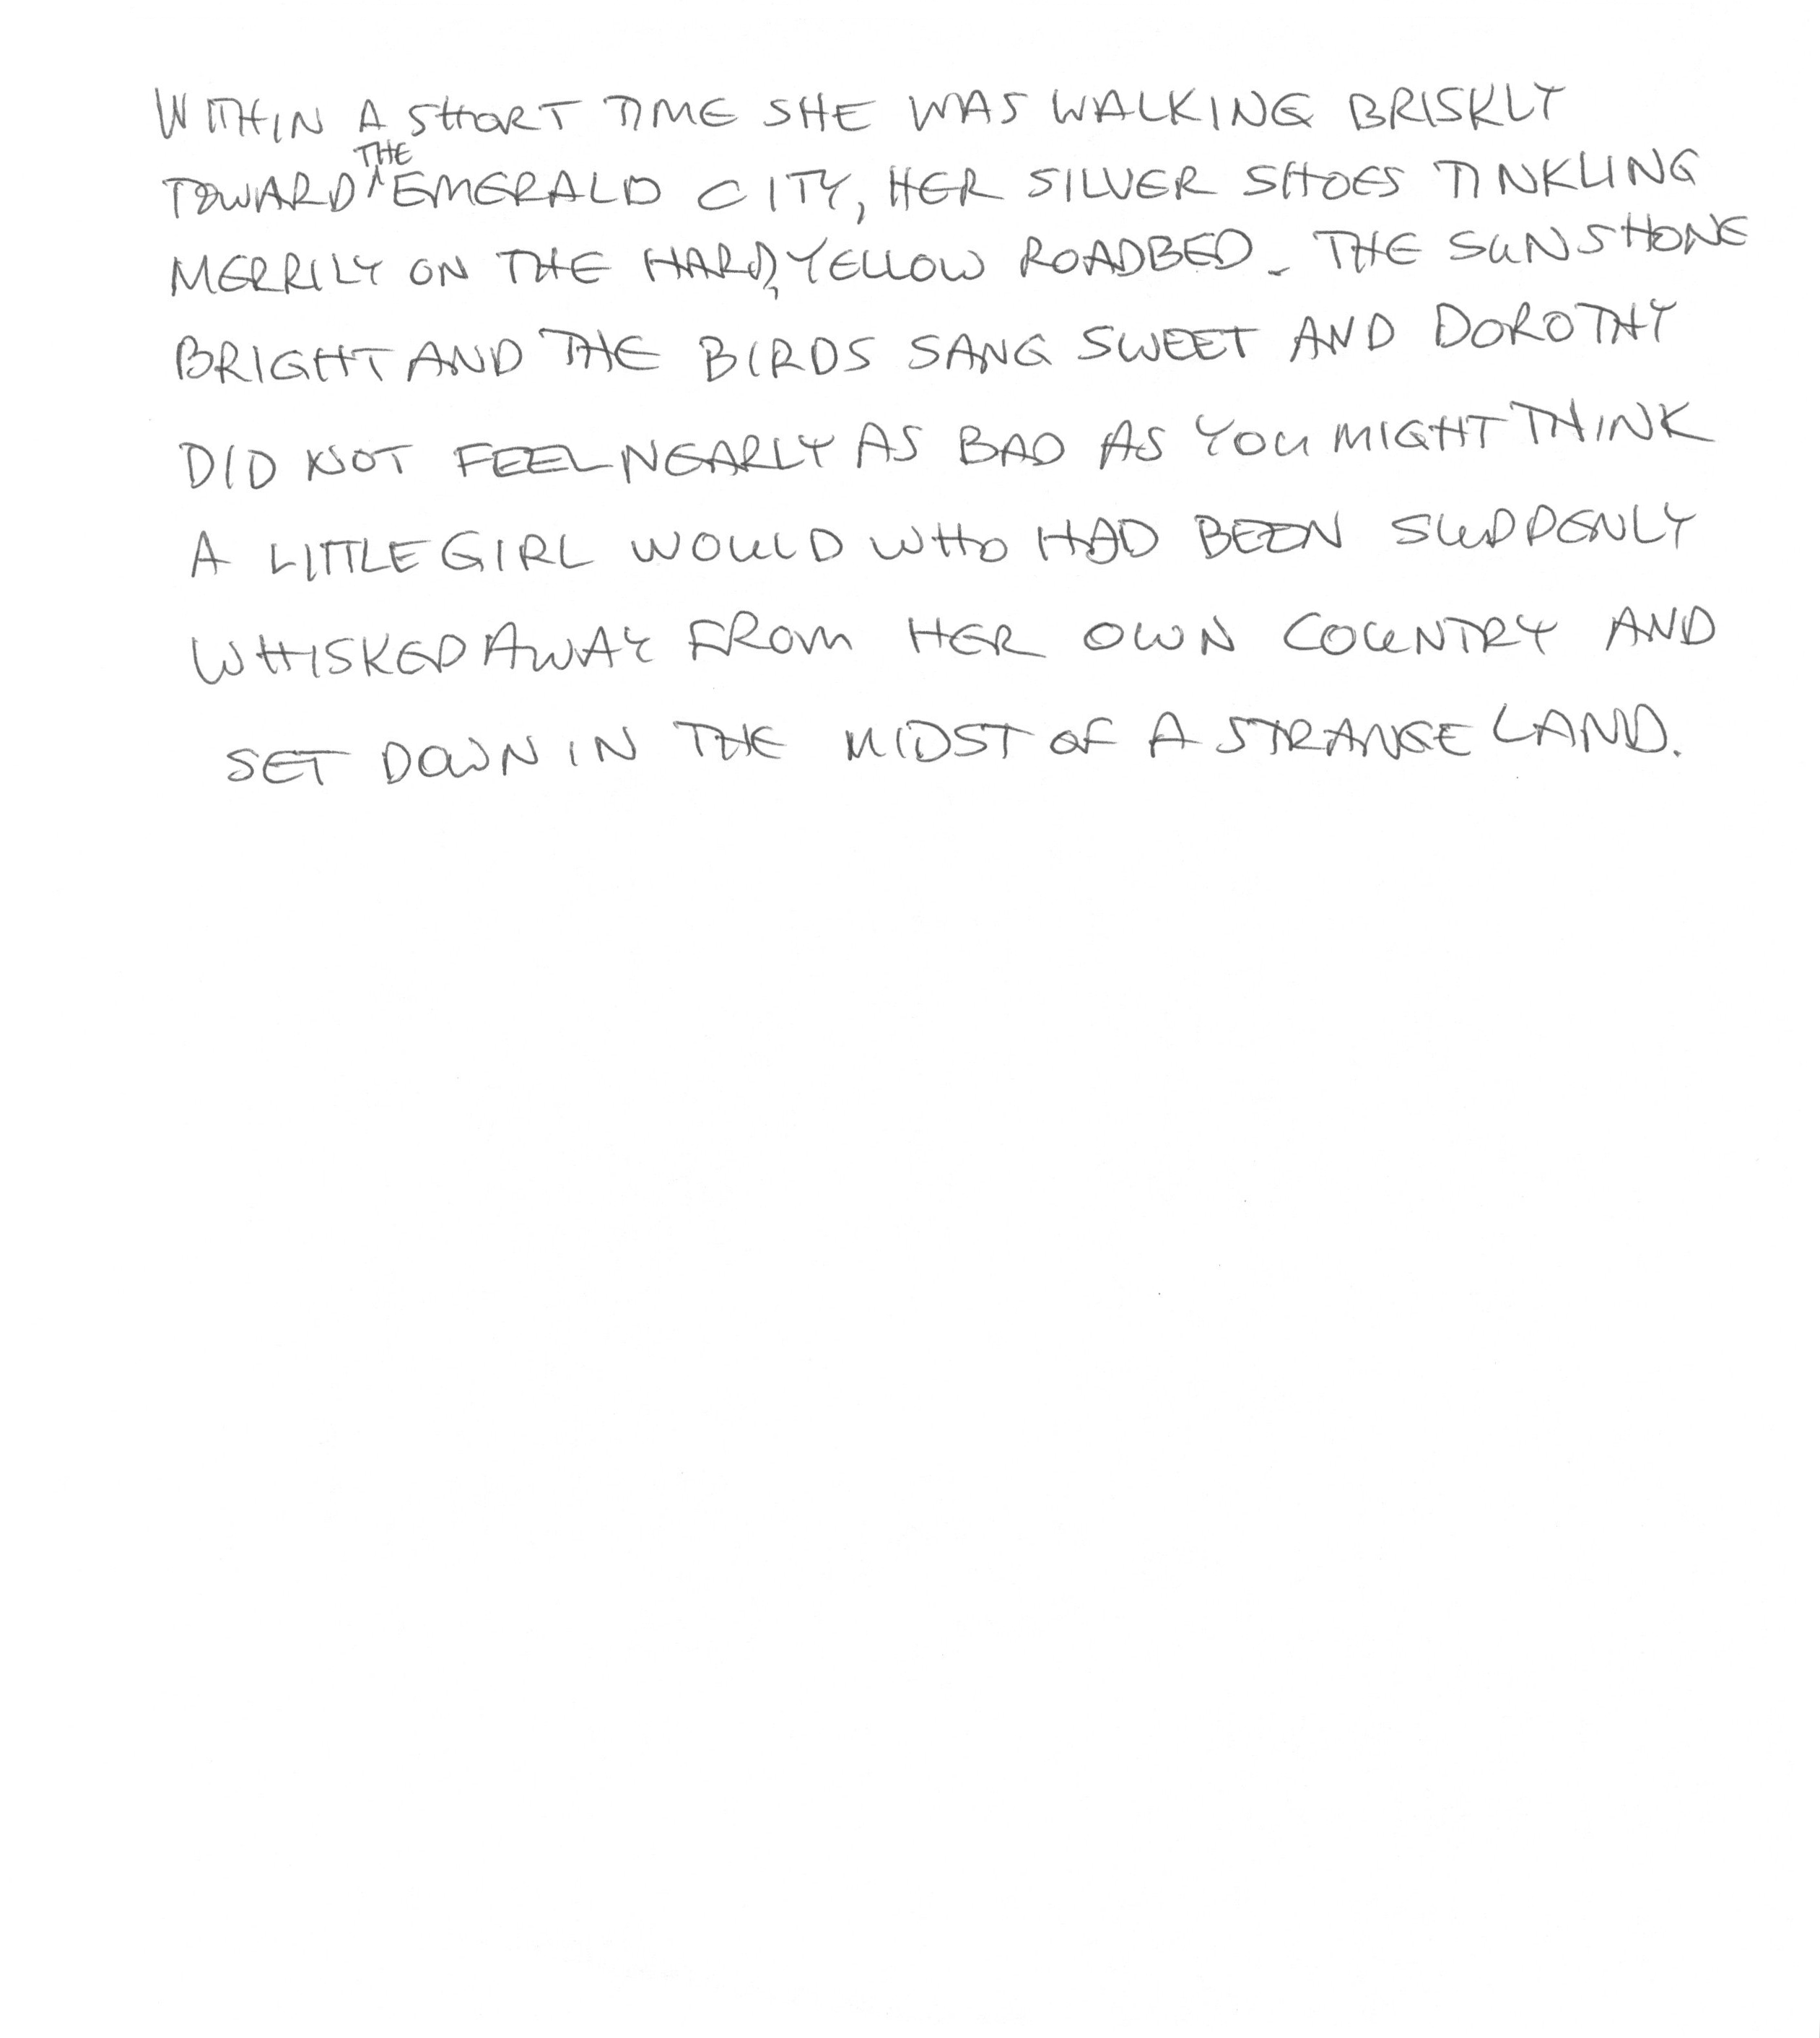 WITHIN A SHORT TIME SHE WAS WALKING BRISKLY
TOWARD THE EMERALD CITY, HER SILVER SHOES TINKLING
MERRILY ON THE HARD, YELLOW ROADBED. THE SUN SHONE
BRIGHT AND THE BIRDS SANG SWEET AND DOROTHY
DID NOT FEEL NEARLY AS BAD AS YOU MIGHT THINK
A LITTLE GIRL WOULD WHO HAD BEEN SUDDENLY
WHISKED AWAY FROM HER OWN COUNTRY AND
SET DOWN IN THE MIDST OF A STRANGE LAND.